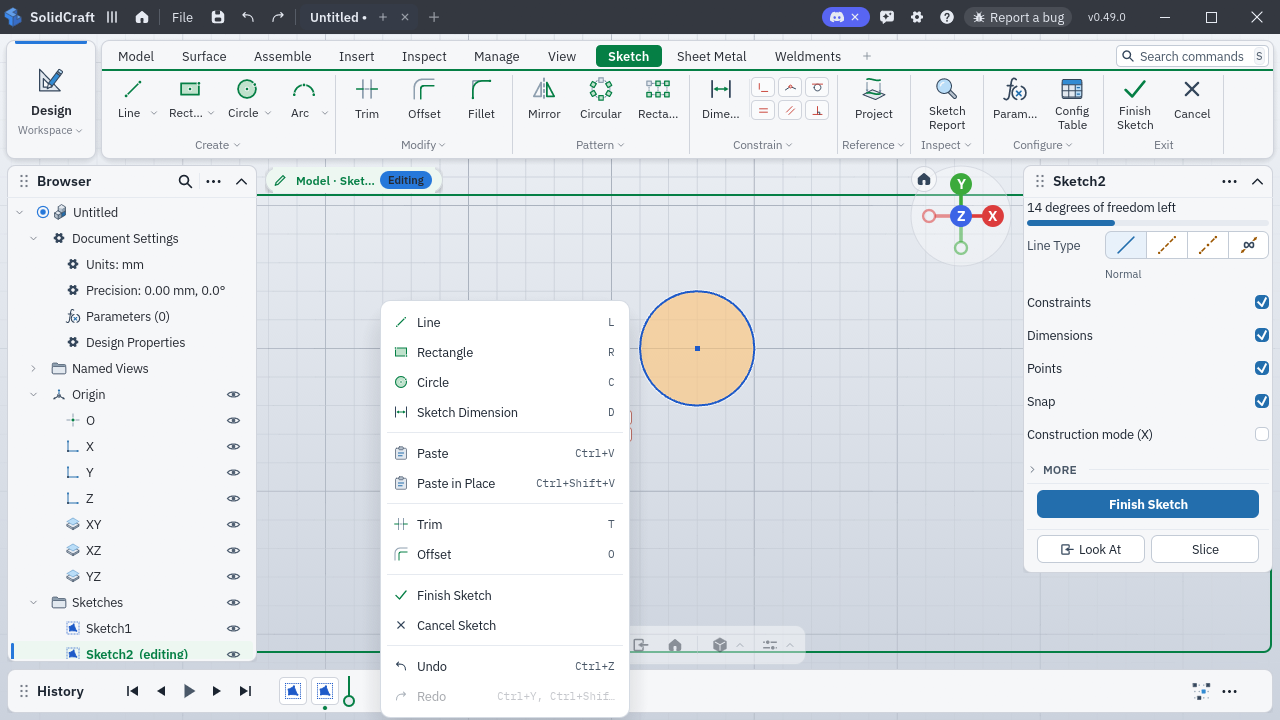 SolidCraft
File
Untitled •
Report a bug
v0.49.0
Design
Workspace
Model
Surface
Assemble
Insert
Inspect
Manage
View
Sketch
Sheet Metal
Weldments
Search commands
S
Line
Rect...
Circle
Arc
Create
Trim
Offset
Fillet
Modify
Mirror
Circular
Recta...
Pattern
Dime...
Constrain
Project
Reference
Sketch
Report
Inspect
Param...
Config
Table
Configure
Finish
Sketch
Cancel
Exit
Browser
Untitled
Document Settings
Units: mm
Precision: 0.00 mm, 0.0°
Parameters (0)
Design Properties
Named Views
Origin
O
X
Y
Z
XY
XZ
YZ
Sketches
Sketch1
Sketch2 (editing)
Model · Sket...
Editing
Y
Z
X
Line
L
Rectangle
R
Circle
C
Sketch Dimension
D
Paste
Ctrl+V
Paste in Place
Ctrl+Shift+V
Trim
T
Offset
O
Finish Sketch
Cancel Sketch
Undo
Ctrl+Z
Redo
Ctrl+Y, Ctrl+Shif…
Sketch2
14 degrees of freedom left
Line Type
Normal
Constraints
Dimensions
Points
Snap
Construction mode (X)
MORE
Finish Sketch
Look At
Slice
History